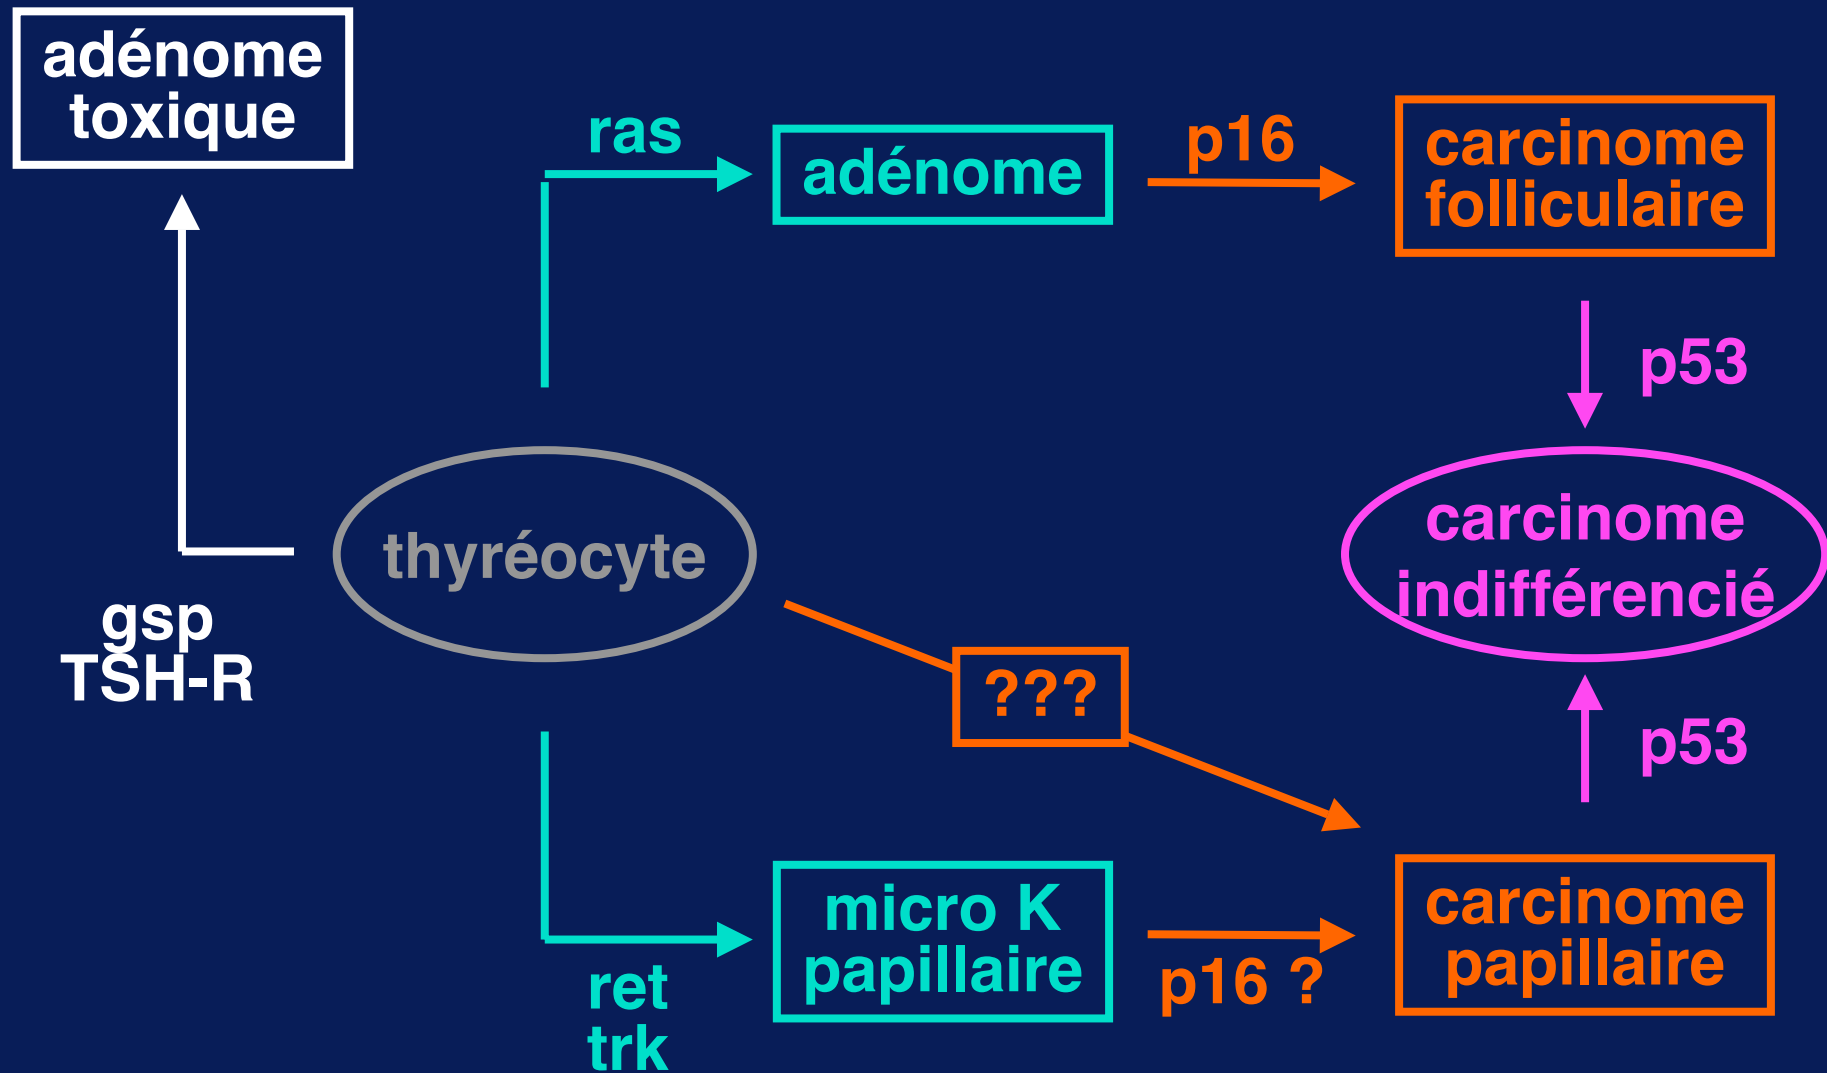 adénome
toxique
ras
adénome
p16
carcinome
folliculaire
p53
thyréocyte
carcinome
indifférencié
gsp
TSH-R
???
p53
micro K
papillaire
carcinome
papillaire
ret
trk
p16 ?